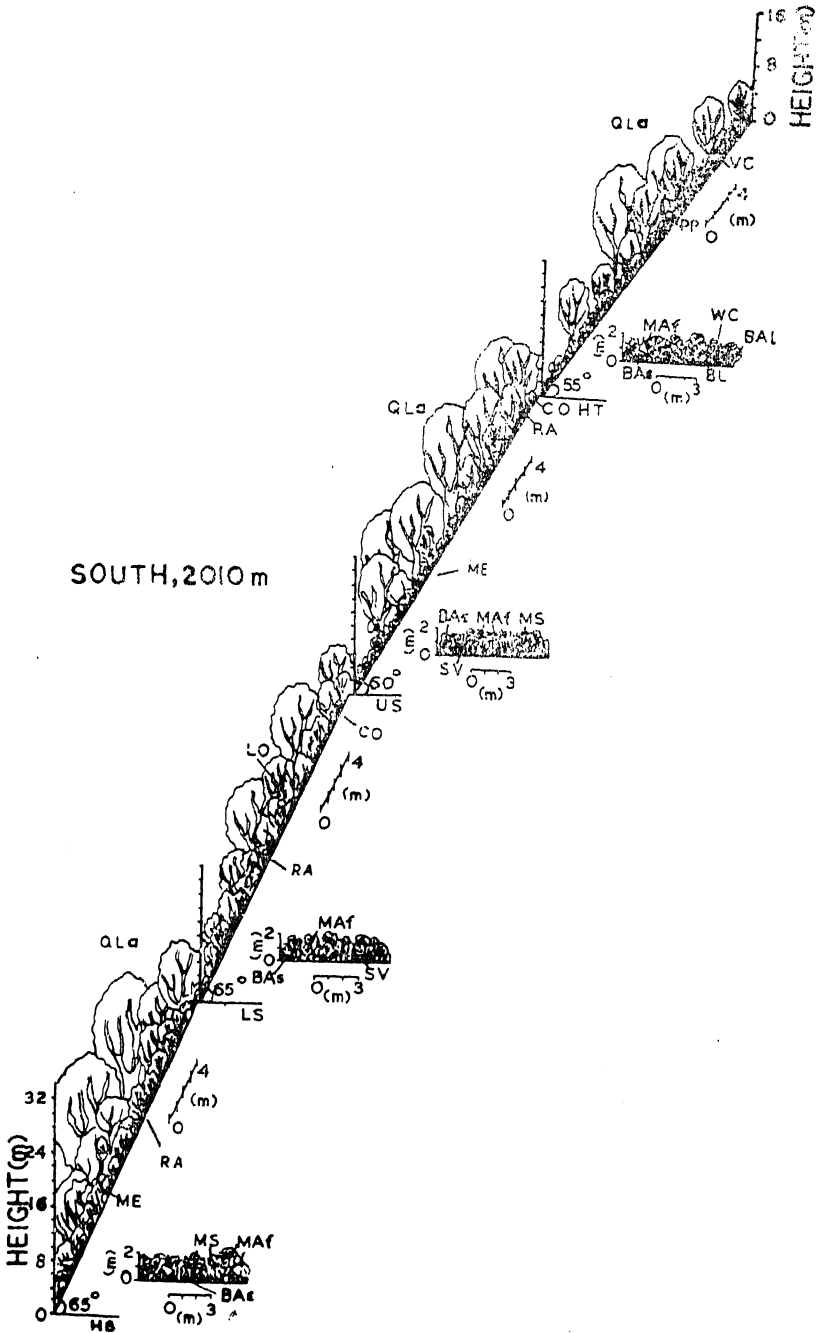 16
8
0
HEIGHT(m)
QLa
VC
4
(m)
0
PP
WC
MAf
BAl
2
(m)
0
BAs
BL
0 3
(m)
55°
CO HT
QLa
RA
4
(m)
0
ME
SOUTH, 2010 m
BAs MAf MS
2
(m)
0
SV
0 3
(m)
60°
US
CO
LO
4
(m)
0
RA
MAf
2
(m)
0
BAs
SV
0 3
(m)
QLa
65°
LS
4
(m)
0
RA
32
24
16
8
0
HEIGHT(m)
ME
MS MAf
2
(m)
0
BAs
0 3
(m)
65°
HB